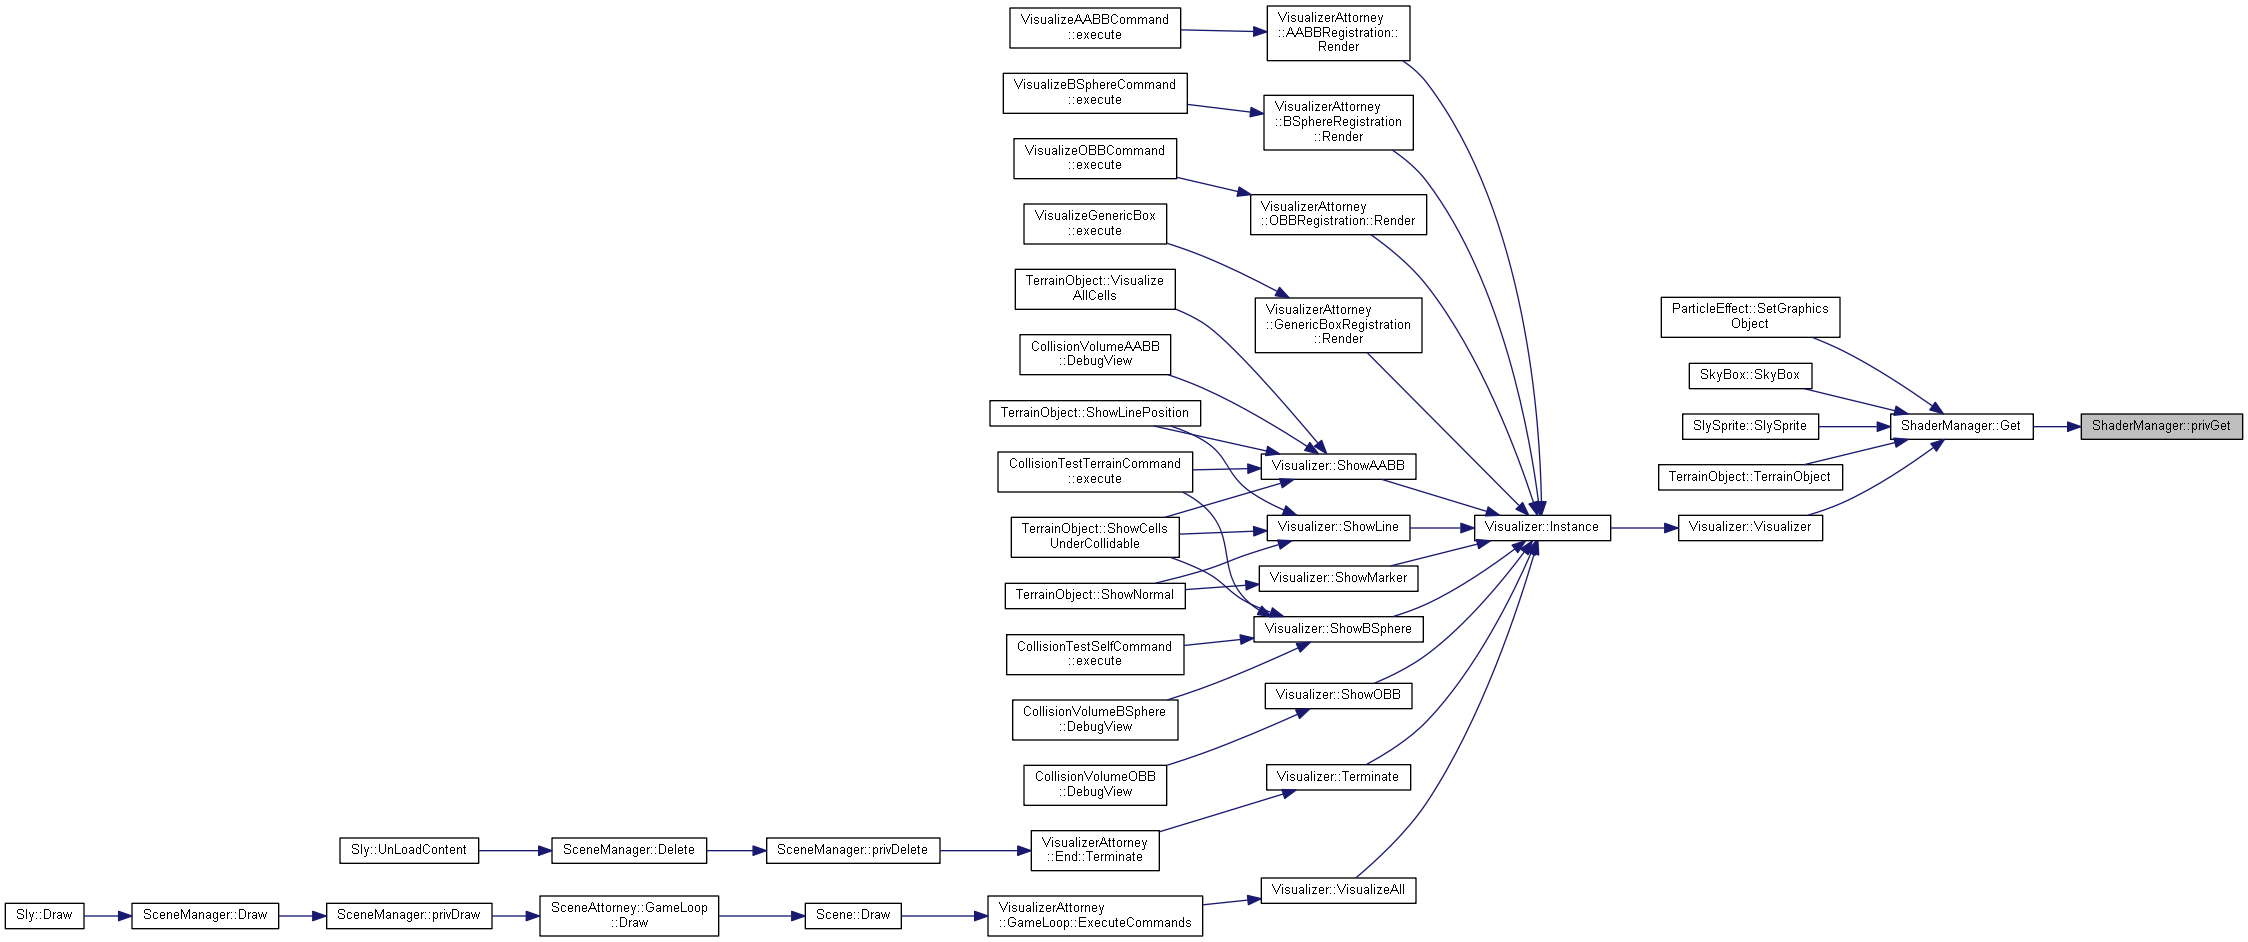 VisualizeAABBCommand
::execute
VisualizerAttorney
::AABBRegistration::
Render
VisualizeBSphereCommand
::execute
VisualizerAttorney
::BSphereRegistration
::Render
VisualizeOBBCommand
::execute
VisualizerAttorney
::OBBRegistration::Render
VisualizeGenericBox
::execute
TerrainObject::Visualize
AllCells
VisualizerAttorney
::GenericBoxRegistration
::Render
ParticleEffect::SetGraphics
Object
CollisionVolumeAABB
::DebugView
SkyBox::SkyBox
TerrainObject::ShowLinePosition
SlySprite::SlySprite
ShaderManager::Get
ShaderManager::privGet
CollisionTestTerrainCommand
::execute
Visualizer::ShowAABB
TerrainObject::TerrainObject
TerrainObject::ShowCells
UnderCollidable
Visualizer::ShowLine
Visualizer::Instance
Visualizer::Visualizer
TerrainObject::ShowNormal
Visualizer::ShowMarker
Visualizer::ShowBSphere
CollisionTestSelfCommand
::execute
CollisionVolumeBSphere
::DebugView
Visualizer::ShowOBB
CollisionVolumeOBB
::DebugView
Visualizer::Terminate
Sly::UnLoadContent
SceneManager::Delete
SceneManager::privDelete
VisualizerAttorney
::End::Terminate
Visualizer::VisualizeAll
Sly::Draw
SceneManager::Draw
SceneManager::privDraw
SceneAttorney::GameLoop
::Draw
Scene::Draw
VisualizerAttorney
::GameLoop::ExecuteCommands